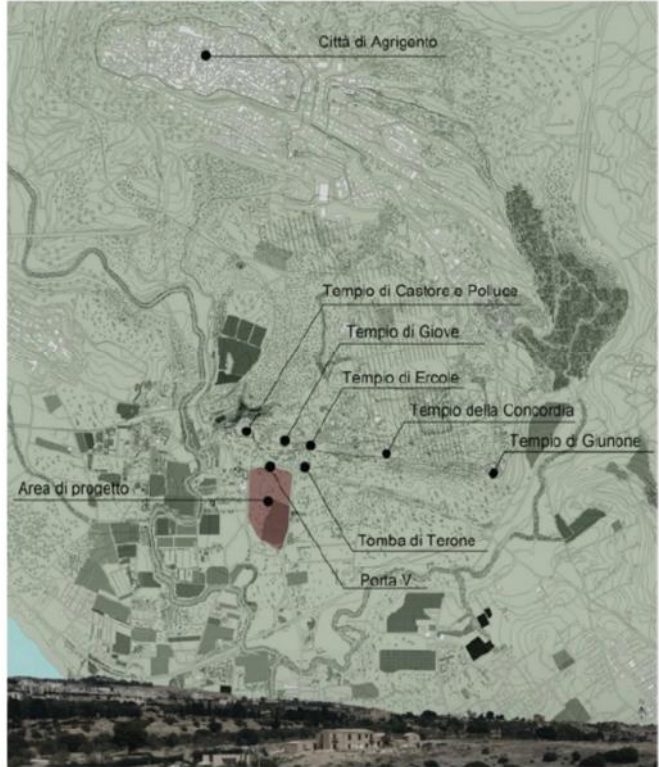 Città di Agrigento
Tempio di Castore e Polluce
Tempio di Giove
Tempio di Ercole
Tempio della Concordia
Tempio di Giunone
Area di progetto
Tomba di Terone
Porta V